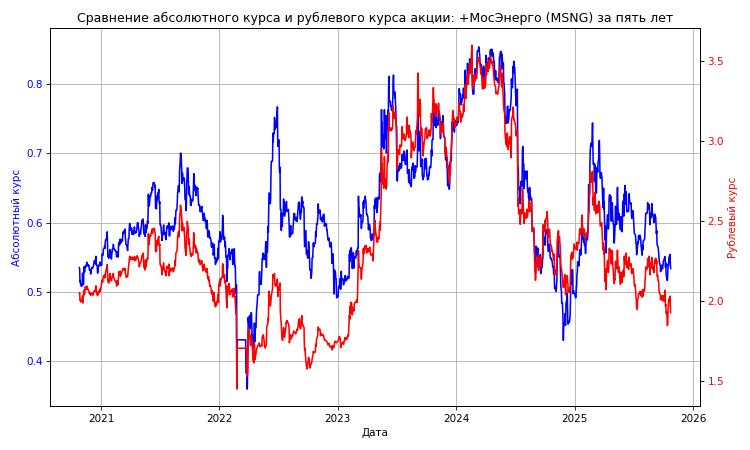 Сравнение абсолютного курса и рублевого курса акции: +МосЭнерго (MSNG) за пять лет
Абсолютный курс
0.8
0.7
0.6
0.5
0.4
3.5
3.0
2.5
2.0
1.5
Рублевый курс
2021 2022 2023 2024 2025 2026
Дата